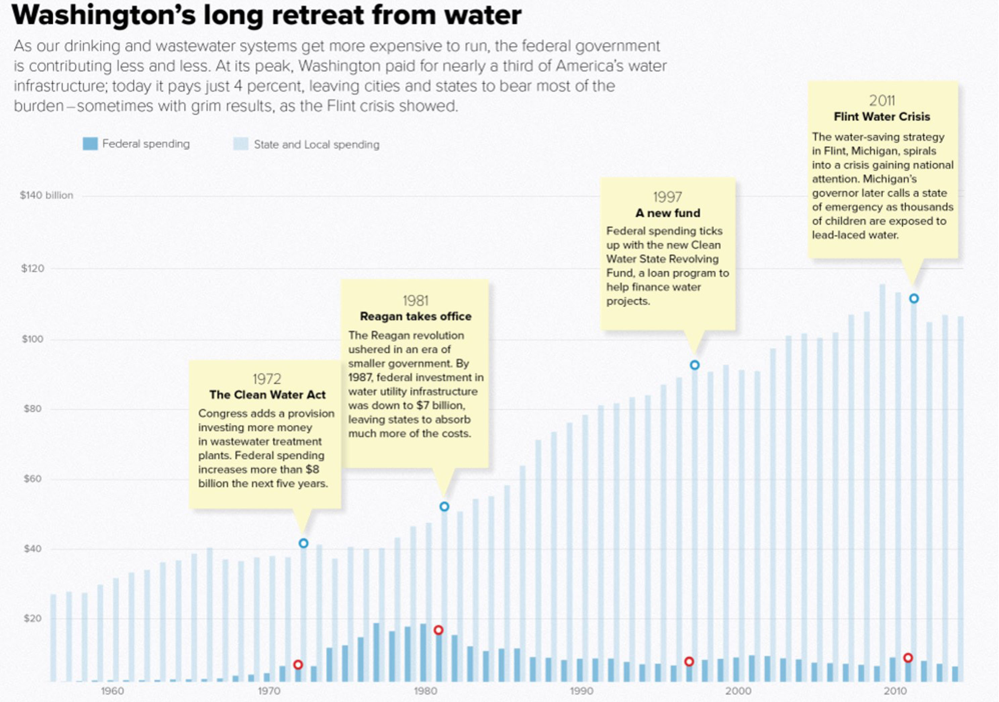 Washington's long retreat from water
As our drinking and wastewater systems get more expensive to run, the federal government
is contributing less and less. At its peak, Washington paid for nearly a third of America's water
infrastructure; today it pays just 4 percent, leaving cities and states to bear most of the
burden – sometimes with grim results, as the Flint crisis showed.
Federal spending
State and Local spending
2011
Flint Water Crisis
The water-saving strategy
in Flint, Michigan, spirals
into a crisis gaining national
attention. Michigan's
governor later calls a state
of emergency as thousands
of children are exposed to
lead-laced water.
1997
A new fund
Federal spending ticks
up with the new Clean
Water State Revolving
Fund, a loan program to
help finance water
projects.
1981
Reagan takes office
The Reagan revolution
ushered in an era of
smaller government. By
1987, federal investment in
water utility infrastructure
was down to $7 billion,
leaving states to absorb
much more of the costs.
1972
The Clean Water Act
Congress adds a provision
investing more money
in wastewater treatment
plants. Federal spending
increases more than $8
billion the next five years.
$140 billion
$120
$100
$80
$60
$40
$20
1960 1970 1980 1990 2000 2010